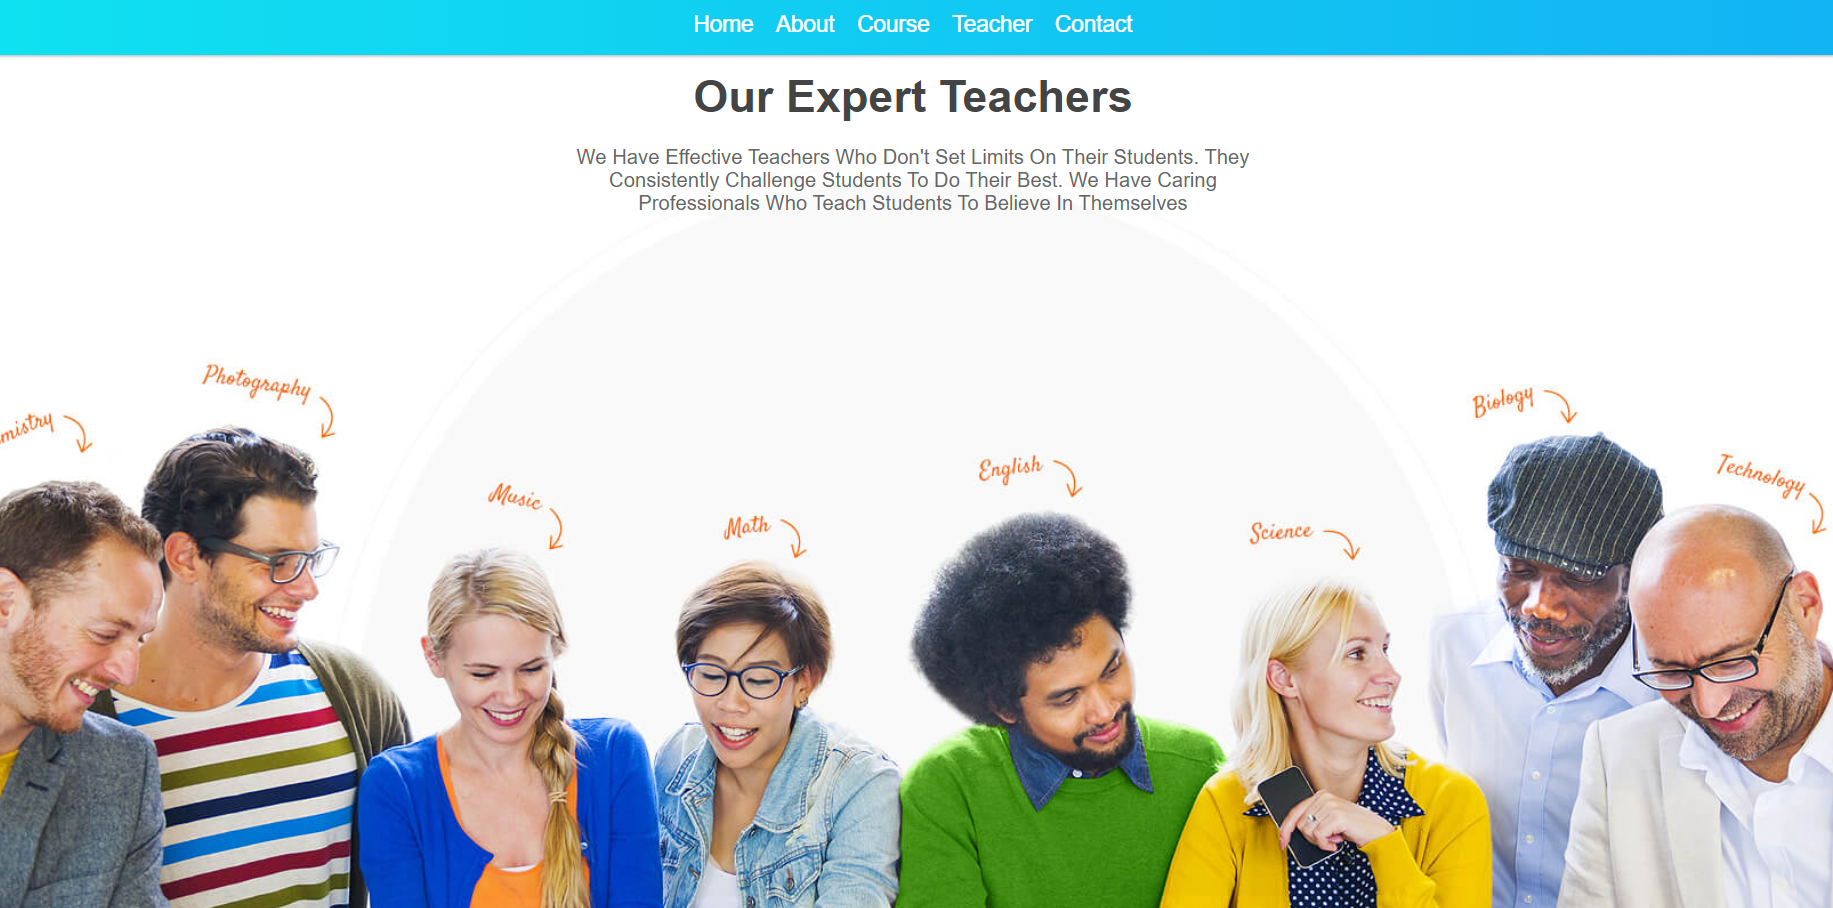 Home About Course Teacher Contact
Our Expert Teachers
We Have Effective Teachers Who Don't Set Limits On Their Students. They
Consistently Challenge Students To Do Their Best. We Have Caring
Professionals Who Teach Students To Believe In Themselves
mistry
Photography
Music
Math
English
Science
Biology
Technology